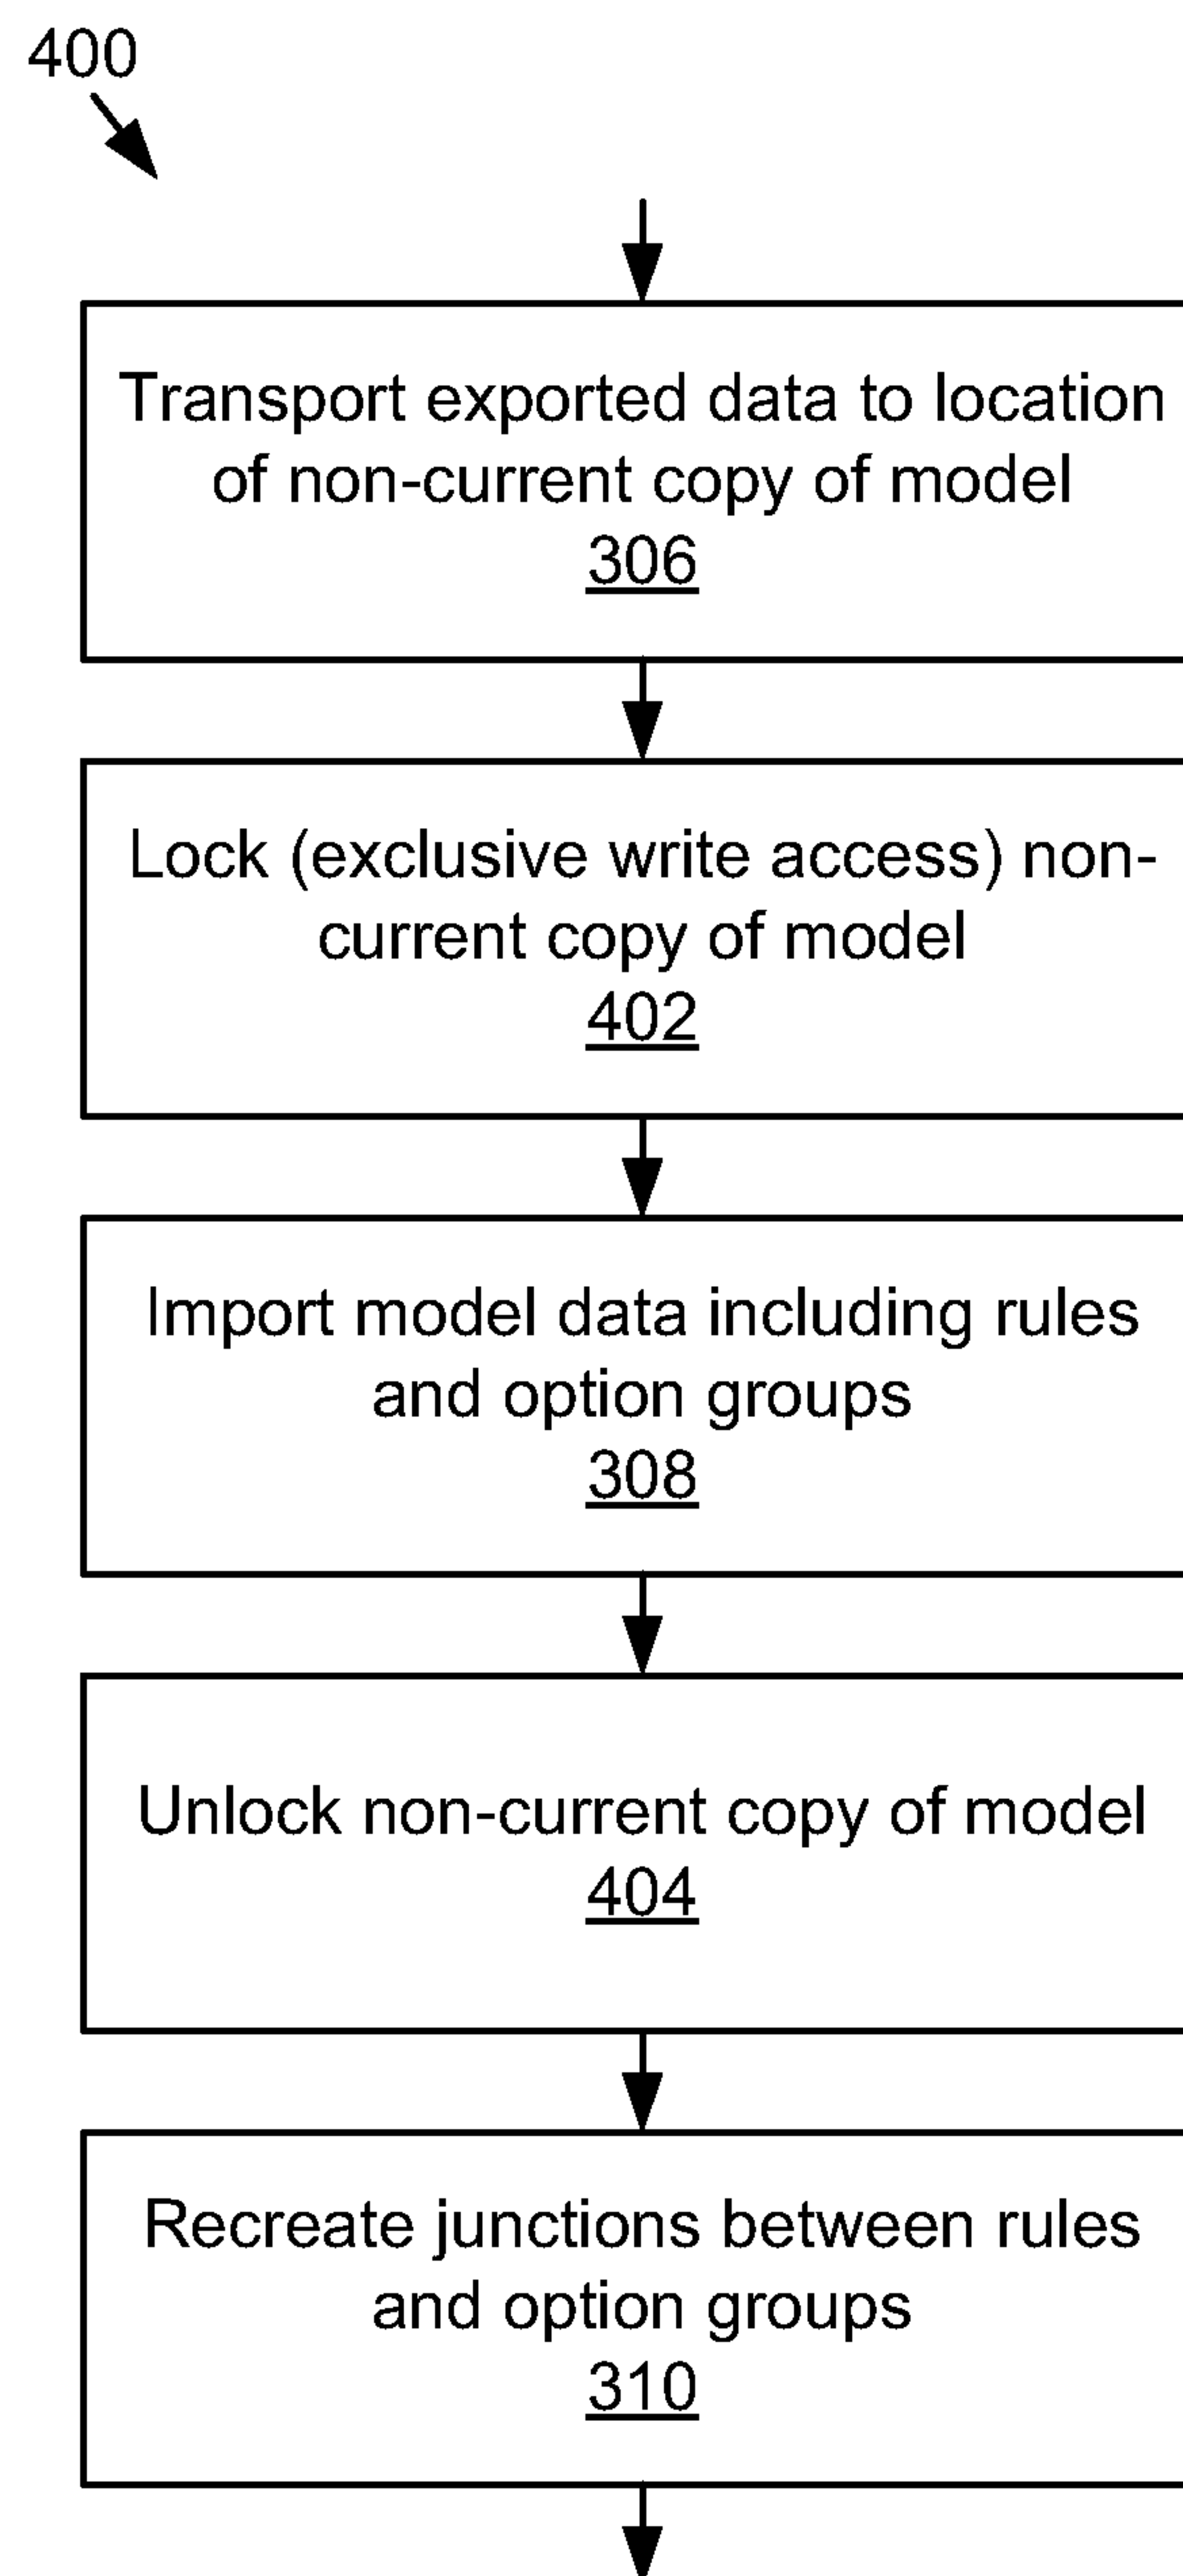 400
Transport exported data to location
of non-current copy of model
306
Lock (exclusive write access) non-
current copy of model
402
Import model data including rules
and option groups
308
Unlock non-current copy of model
404
Recreate junctions between rules
and option groups
310